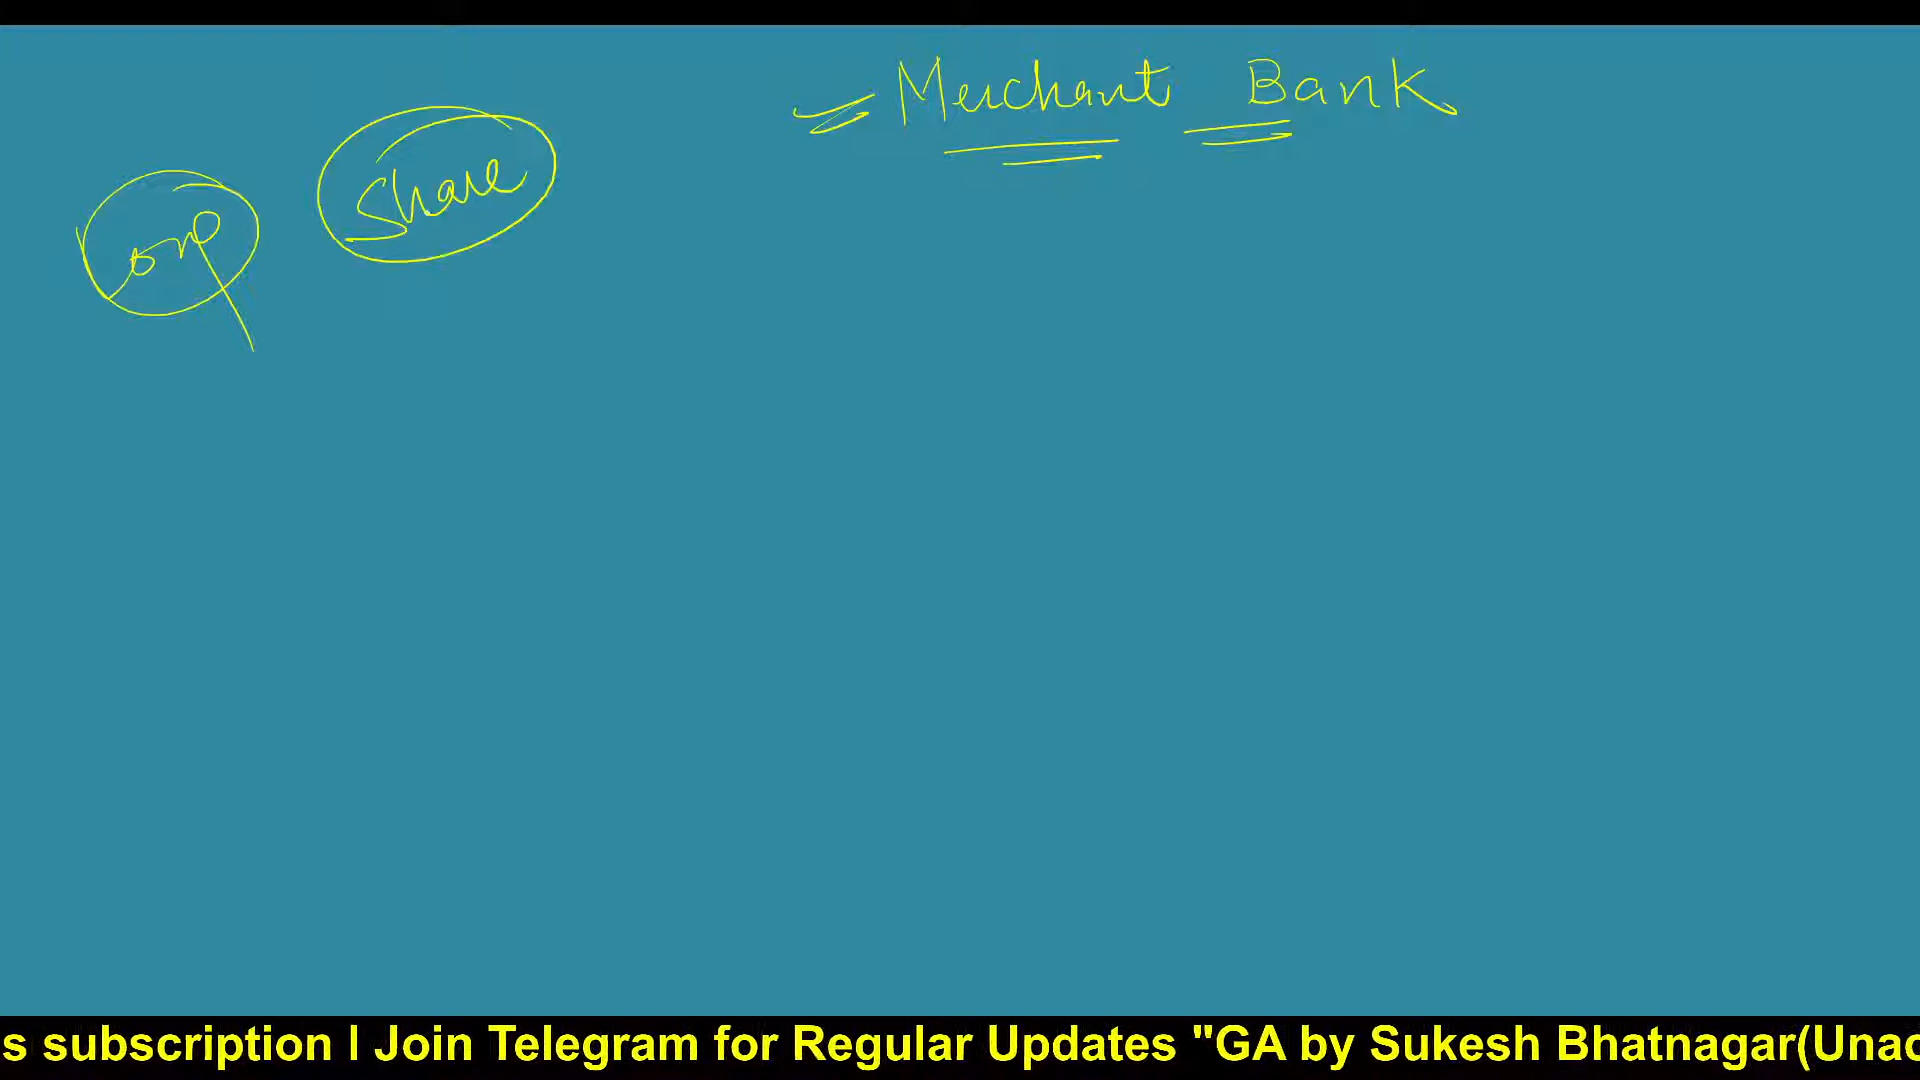 Merchant Bank
Share
s subscription | Join Telegram for Regular Updates "GA by Sukesh Bhatnagar(Unac